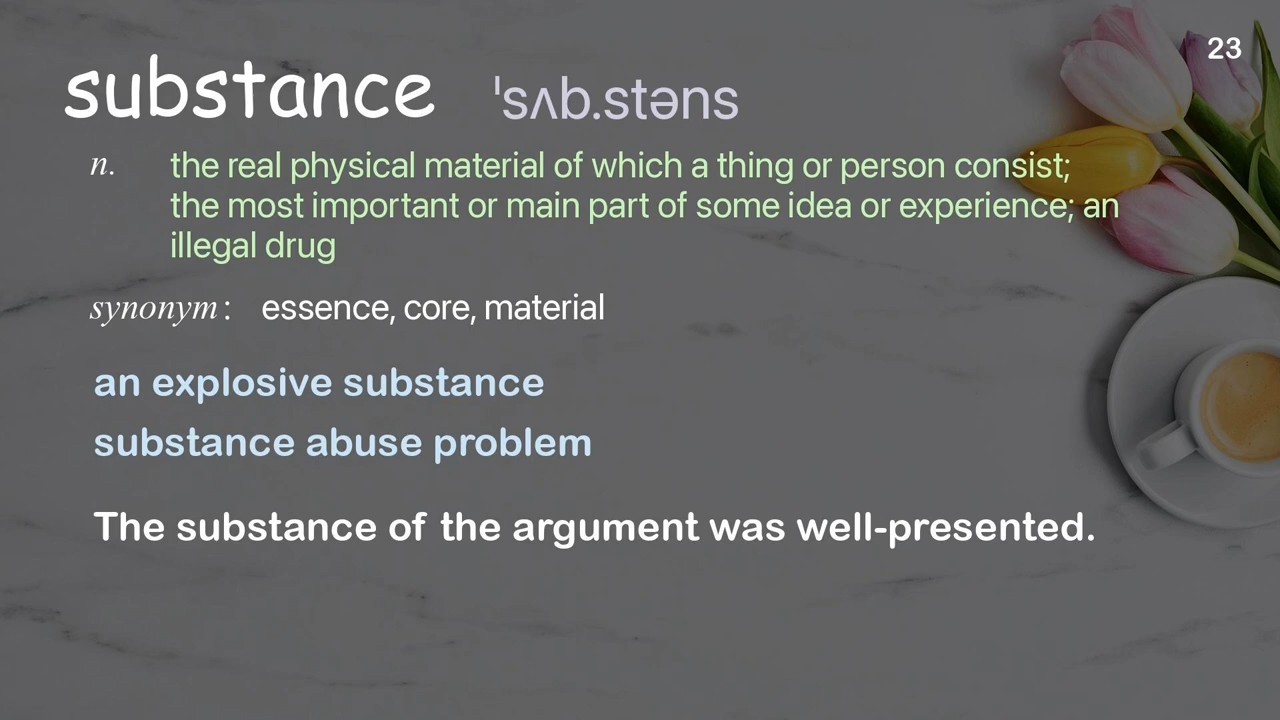 23
substance ˈsʌb.stəns
n. the real physical material of which a thing or person consist;
the most important or main part of some idea or experience; an
illegal drug
synonym: essence, core, material
an explosive substance
substance abuse problem
The substance of the argument was well-presented.